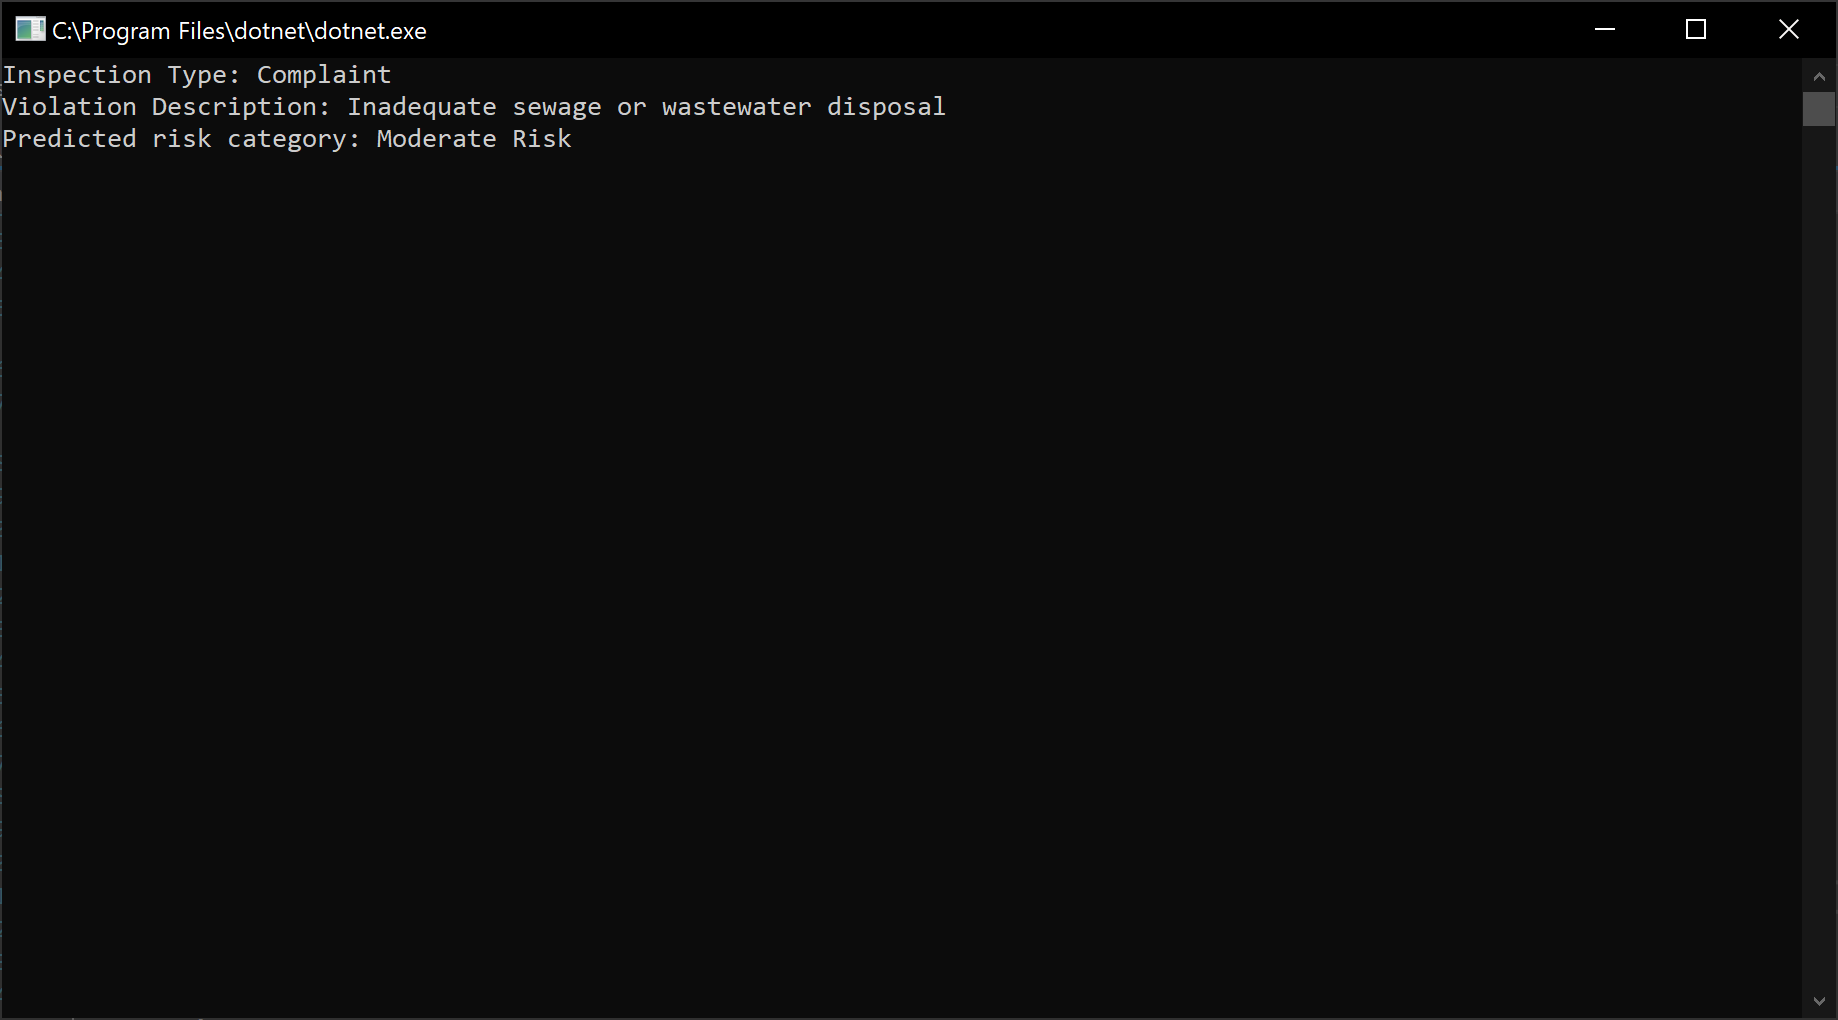 C:\Program Files\dotnet\dotnet.exe
Inspection Type: Complaint
Violation Description: Inadequate sewage or wastewater disposal
Predicted risk category: Moderate Risk